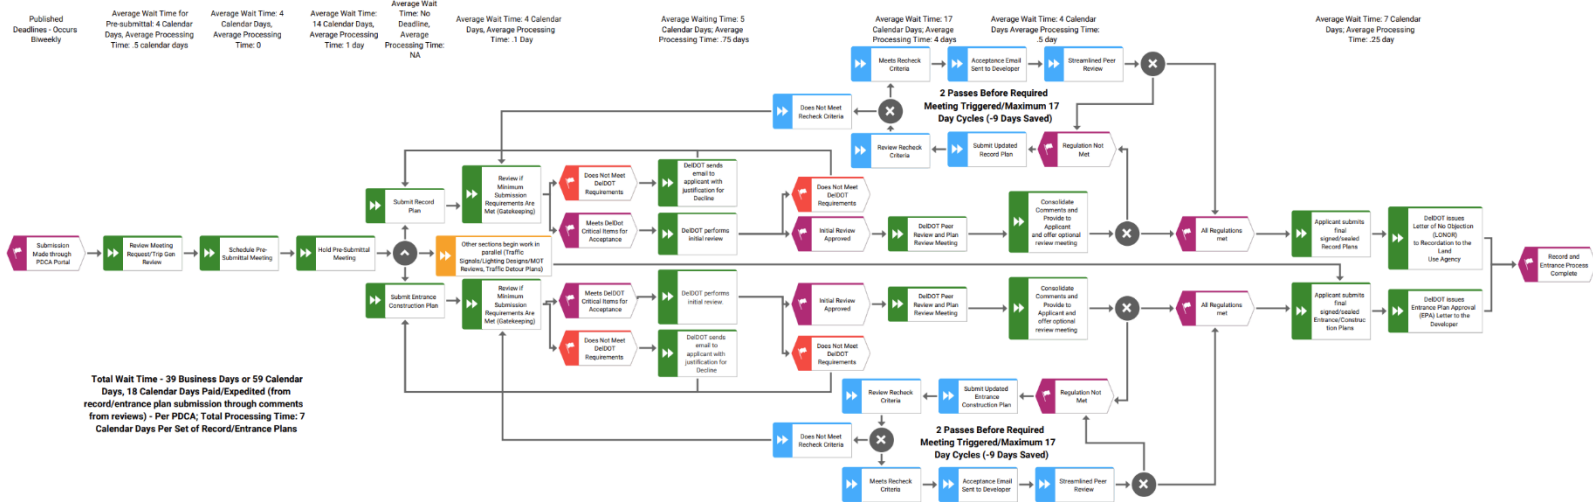 Published
Deadlines - Occurs
Biweekly
Average Wait Time for
Pre-submittal: 4 Calendar
Days, Average Processing
Time: .5 calendar days
Average Wait Time: 4
Calendar Days,
Average Processing
Time: 0
Average Wait Time:
14 Calendar Days,
Average Processing
Time: 1 day
Average Wait
Time: No
Deadline,
Average
Processing Time:
NA
Average Wait Time: 4 Calendar
Days, Average Processing
Time: .1 Day
Average Waiting Time: 5
Calendar Days; Average
Processing Time: .75 days
Average Wait Time: 17
Calendar Days; Average
Processing Time: 4 days
Average Wait Time: 4 Calendar
Days Average Processing Time:
.5 day
Average Wait Time: 7 Calendar
Days; Average Processing
Time: .25 day
Meets Recheck
Criteria
Acceptance Email
Sent to Developer
Streamlined Peer
Review
Does Not Meet
Recheck Criteria
2 Passes Before Required
Meeting Triggered/Maximum 17
Day Cycles (-9 Days Saved)
Review Recheck
Criteria
Submit Updated
Record Plan
Regulation Not
Met
Submit Record
Plan
Review if
Minimum
Submission
Requirements Are
Met (Gatekeeping)
Does Not Meet
DelDOT
Requirements
DelDOT sends
email to
applicant with
justification for
Decline
Does Not Meet
DelDOT
Requirements
Meets DelDot
Critical Items for
Acceptance
DelDOT performs
initial review
Initial Review
Approved
DelDOT Peer
Review and Plan
Review Meeting
Consolidate
Comments and
Provide to
Applicant
and offer optional
review meeting
All Regulations
met
Applicant submits
final
signed/sealed
Record Plans
DelDOT issues
Letter of No Objection
(LONOR)
to Recordation to the
Land
Use Agency
Submission
Made through
PDCA Portal
Review Meeting
Request/Trip Gen
Review
Schedule Pre-
Submittal Meeting
Hold Pre-Submittal
Meeting
Other sections begin work in
parallel (Traffic
Signals/Lighting Designs/MOT
Reviews, Traffic Detour Plans)
Record and
Entrance Process
Complete
Submit Entrance
Construction Plan
Review if
Minimum
Submission
Requirements Are
Met (Gatekeeping)
Meets DelDOT
Critical Items for
Acceptance
DelDOT performs
initial review.
Initial Review
Approved
DelDOT Peer
Review and Plan
Review Meeting
Consolidate
Comments and
Provide to
Applicant and
offer optional
review meeting
All Regulations
met
Applicant submits
final
signed/sealed
Entrance/Construc
tion Plans
DelDOT issues
Entrance Plan Approval
(EPA) Letter to the
Developer
Does Not Meet
DelDOT
Requirements
DelDOT sends
email to
applicant with
justification for
Decline
Does Not Meet
DelDOT
Requirements
Total Wait Time - 39 Business Days or 59 Calendar
Days, 18 Calendar Days Paid/Expedited (from
record/entrance plan submission through comments
from reviews) - Per PDCA; Total Processing Time: 7
Calendar Days Per Set of Record/Entrance Plans
Review Recheck
Criteria
Submit Updated
Entrance
Construction Plan
Regulation Not
Met
Does Not Meet
Recheck Criteria
2 Passes Before Required
Meeting Triggered/Maximum 17
Day Cycles (-9 Days Saved)
Meets Recheck
Criteria
Acceptance Email
Sent to Developer
Streamlined Peer
Review